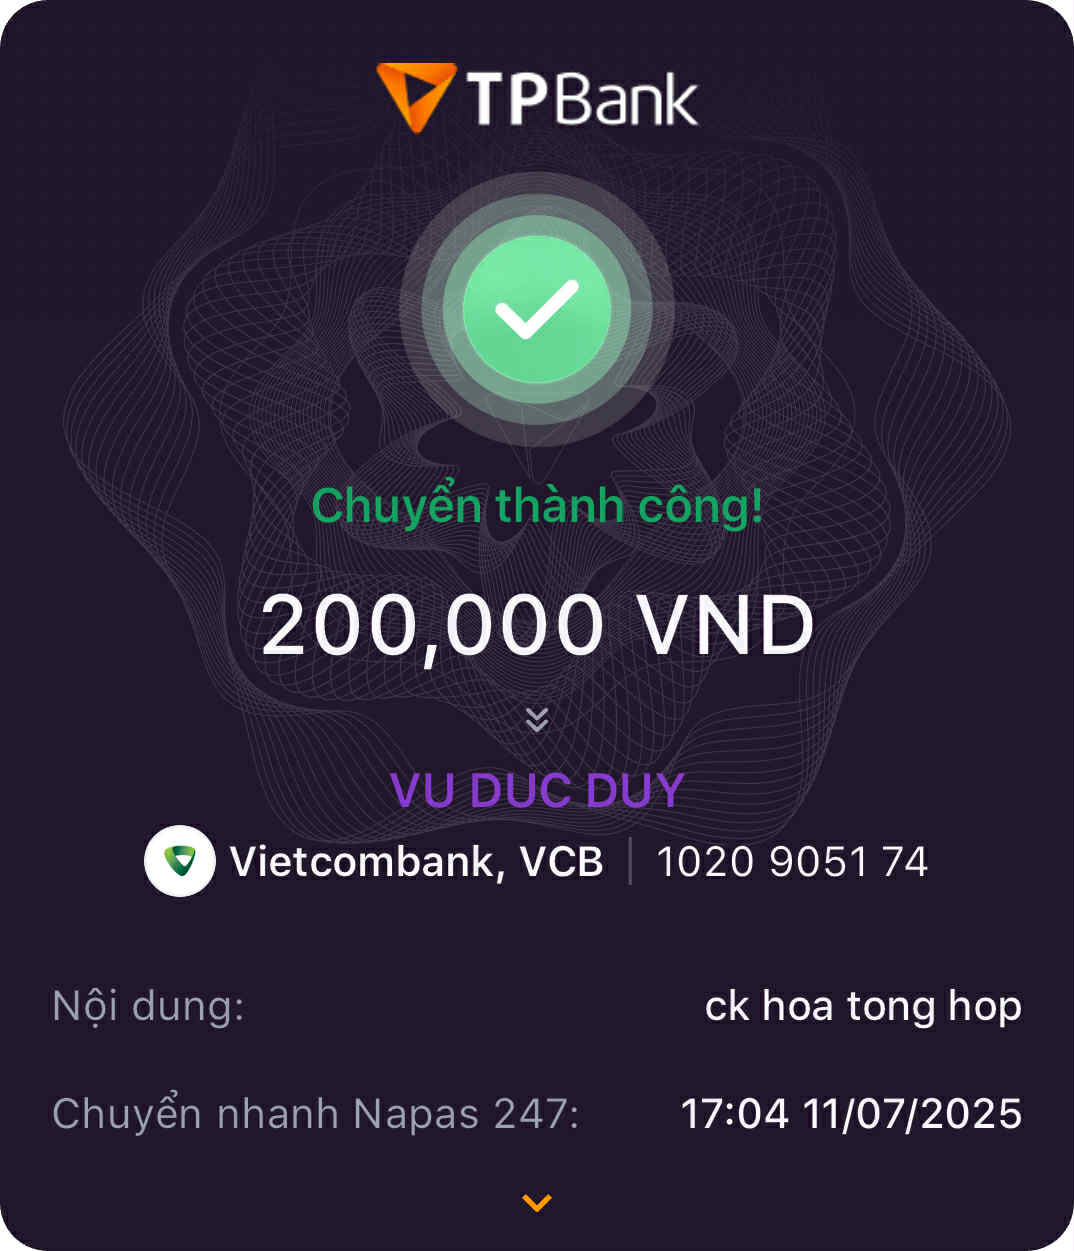 TPBank
Chuyển thành công!
200,000 VND
VU DUC DUY
Vietcombank, VCB | 1020 9051 74
Nội dung: ck hoa tong hop
Chuyển nhanh Napas 247: 17:04 11/07/2025